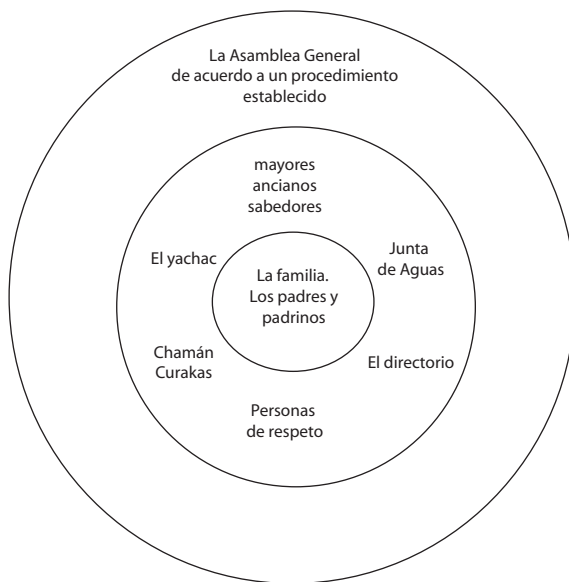 La Asamblea General
de acuerdo a un procedimiento
establecido
mayores
ancianos
sabedores
El yachac
Junta
de Aguas
La familia.
Los padres y
padrinos
Chamán
Curakas
El directorio
Personas
de respeto